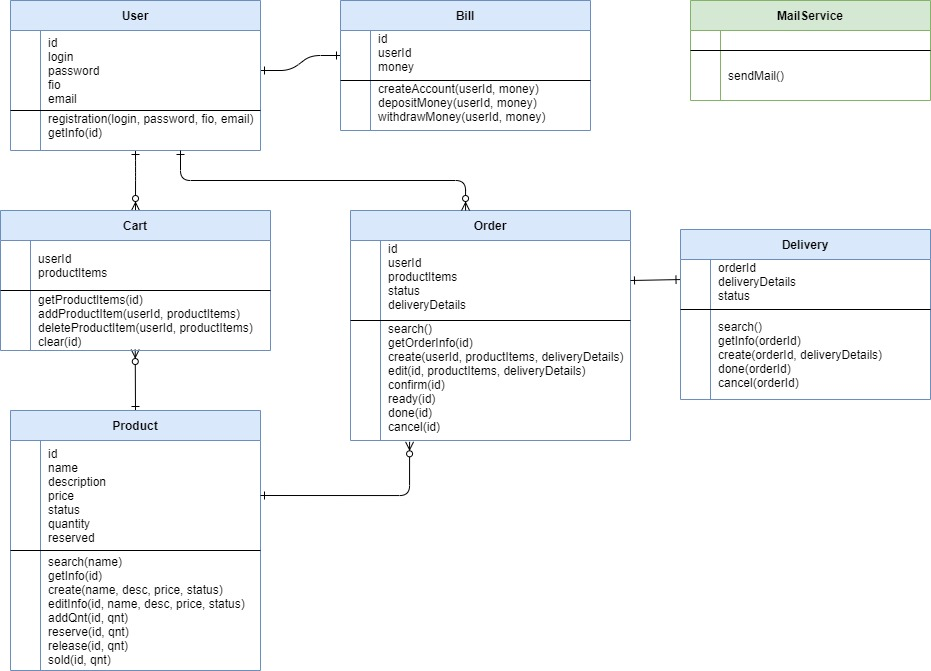 User
id
login
password
fio
email
registration(login, password, fio, email)
getInfo(id)
Bill
id
userId
money
createAccount(userId, money)
depositMoney(userId, money)
withdrawMoney(userId, money)
MailService
sendMail()
Cart
userId
productItems
getProductItems(id)
addProductItem(userId, productItems)
deleteProductItem(userId, productItems)
clear(id)
Order
id
userId
productItems
status
deliveryDetails
search()
getOrderInfo(id)
create(userId, productItems, deliveryDetails)
edit(id, productItems, deliveryDetails)
confirm(id)
ready(id)
done(id)
cancel(id)
Delivery
orderId
deliveryDetails
status
search()
getInfo(orderId)
create(orderId, deliveryDetails)
done(orderId)
cancel(orderId)
Product
id
name
description
price
status
quantity
reserved
search(name)
getInfo(id)
create(name, desc, price, status)
editInfo(id, name, desc, price, status)
addQnt(id, qnt)
reserve(id, qnt)
release(id, qnt)
sold(id, qnt)